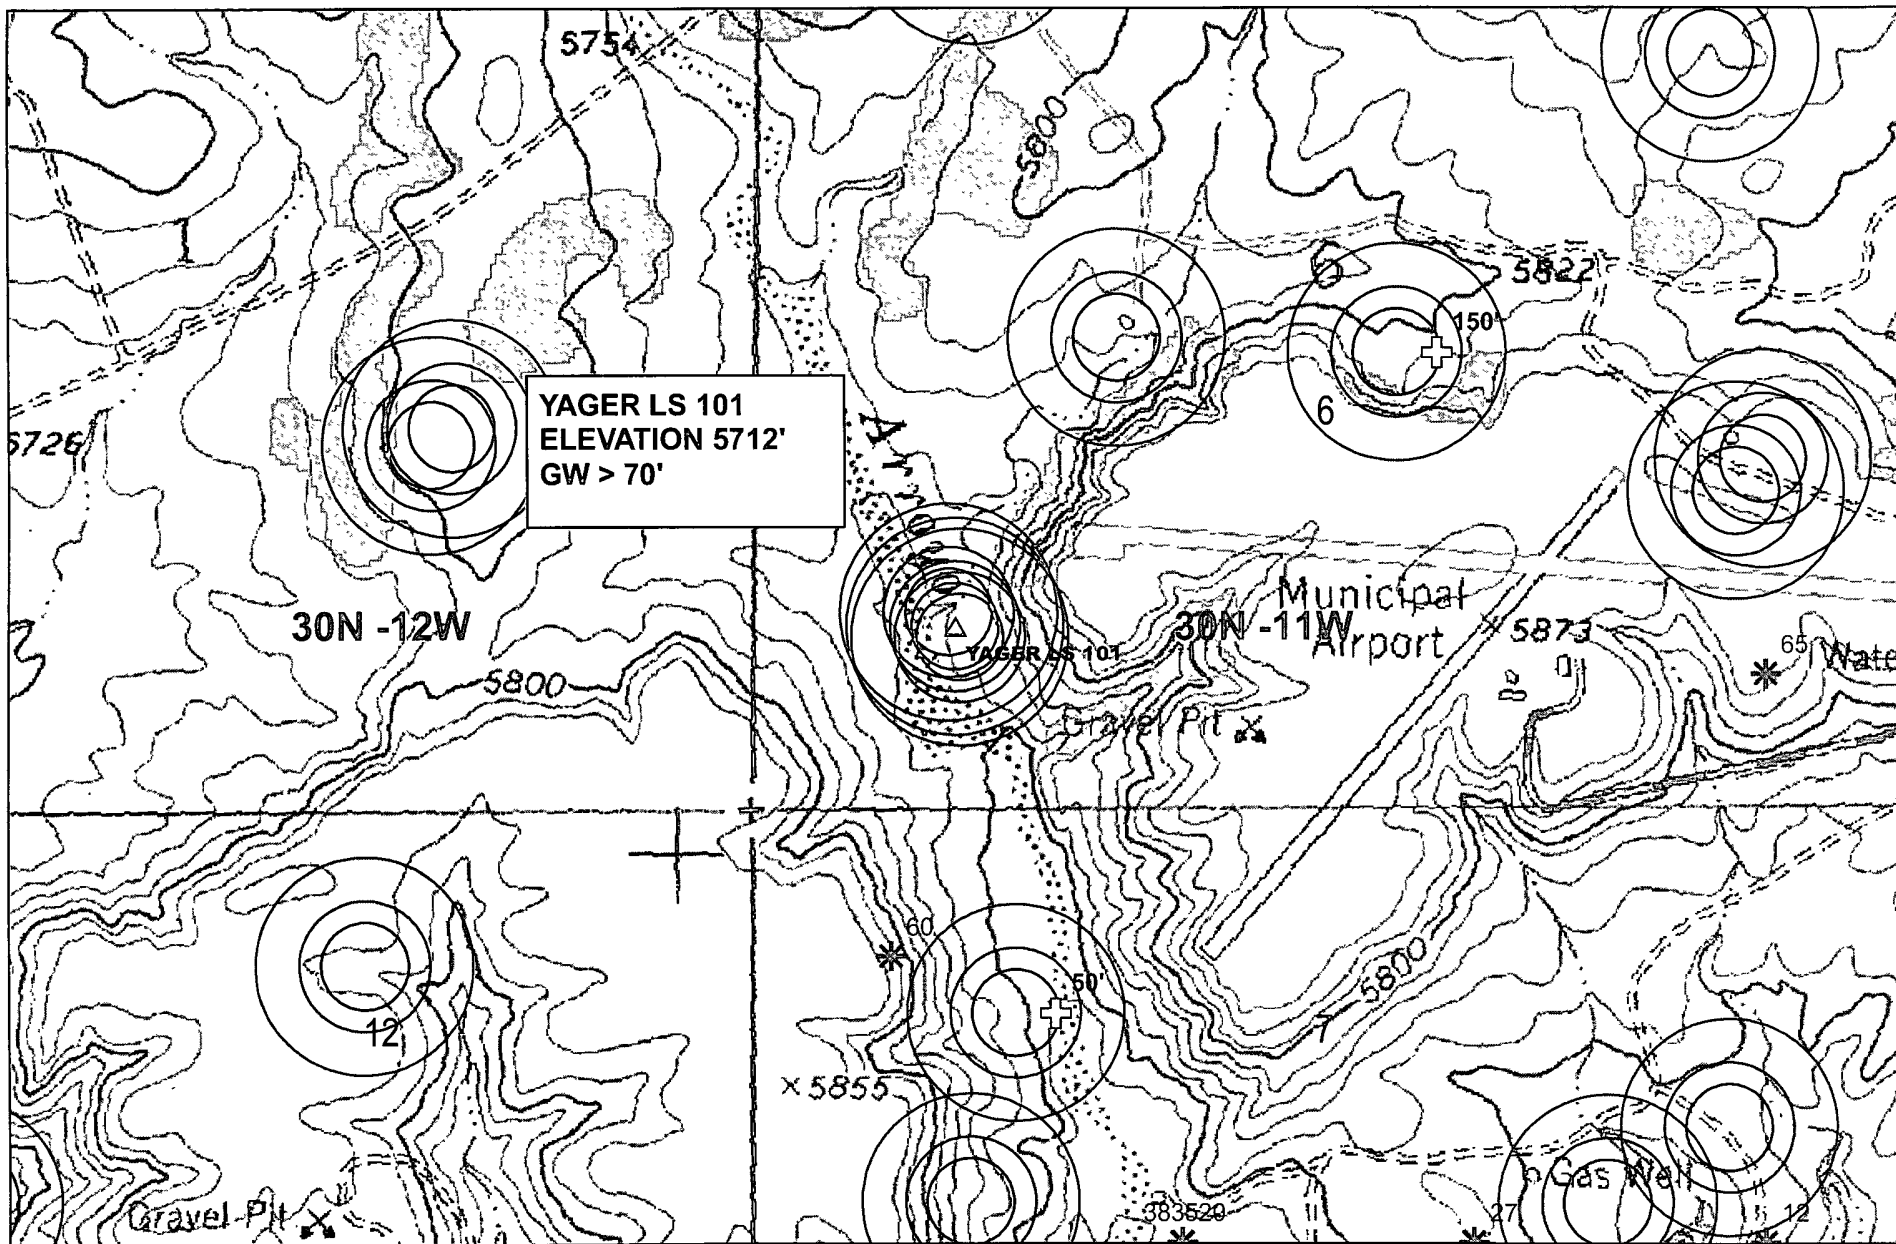 5754
5800
5822
150'
6
5726
YAGER LS 101
ELEVATION 5712'
GW > 70'
Arroyo
30N -12W
Municipal
Airport
30N -11W
5873
65
Wate
YAGER LS 101
5800
Gravel Pit
60
50'
5800
12
7
5855
Gas Well
Gravel Pit
383520
27
12